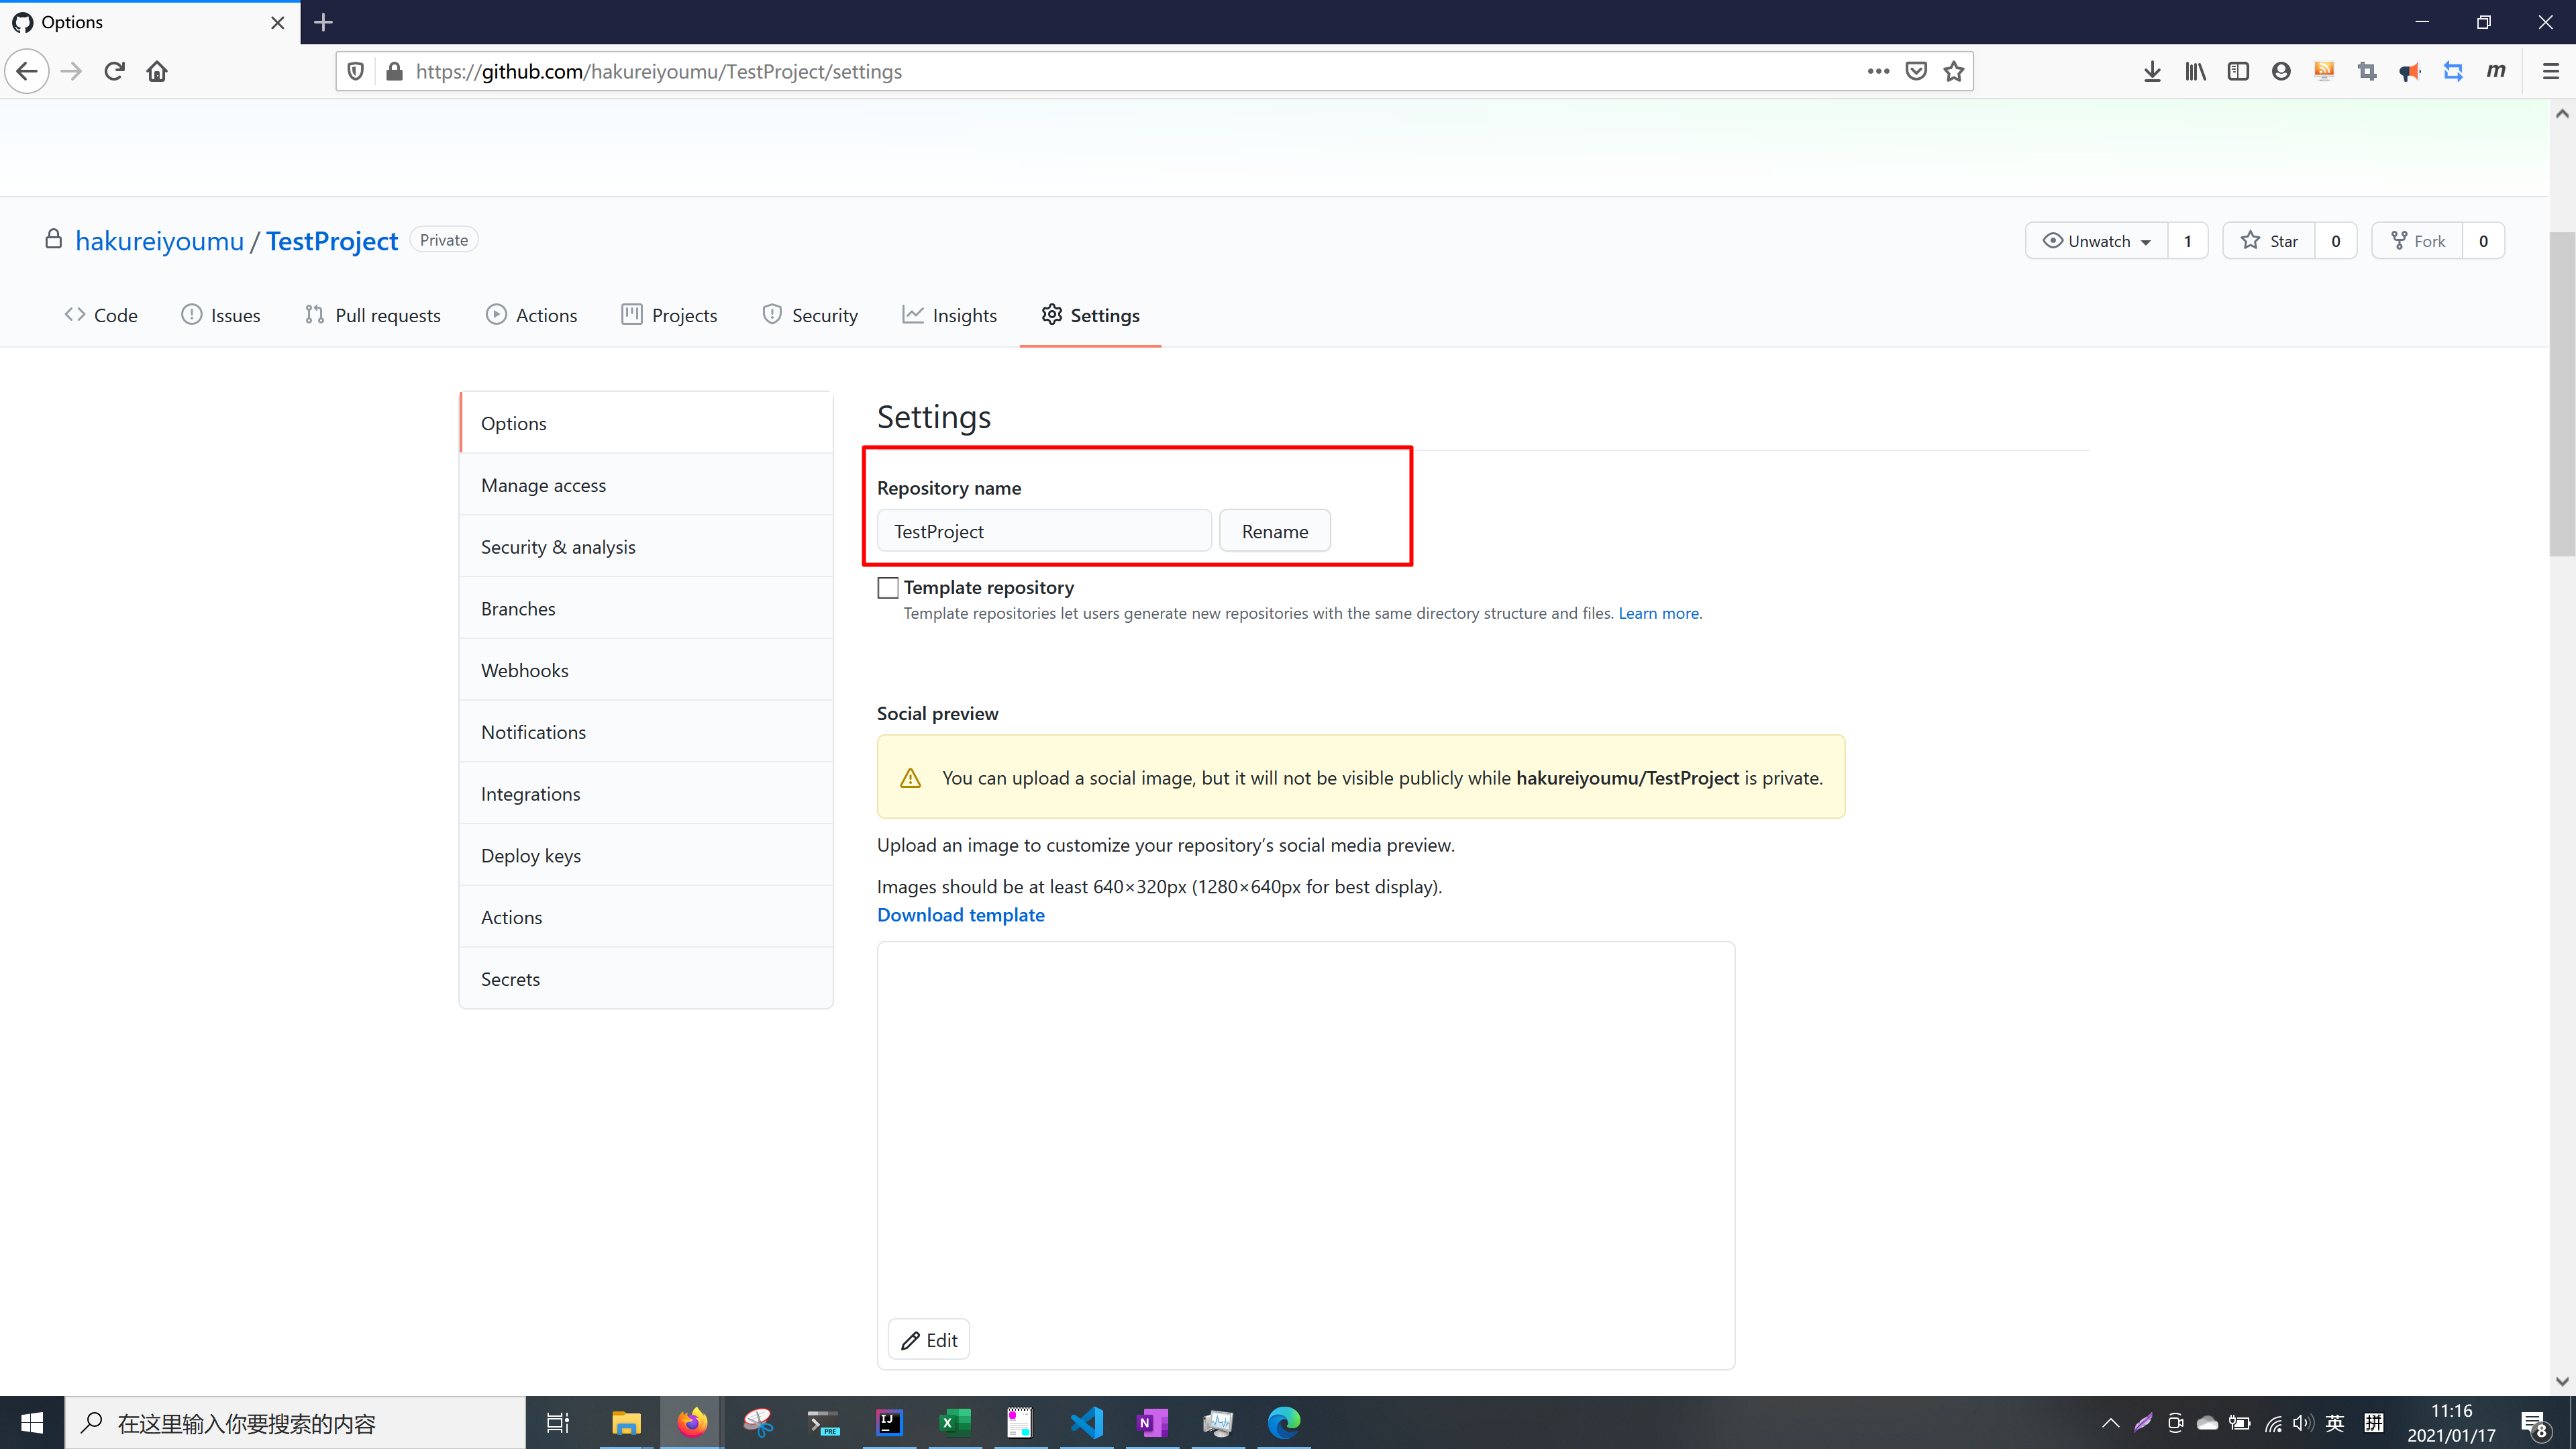 Options
https://github.com/hakureiyoumu/TestProject/settings
hakureiyoumu / TestProject Private
Unwatch 1 Star 0 Fork 0
Code Issues Pull requests Actions Projects Security Insights Settings
Options
Manage access
Security & analysis
Branches
Webhooks
Notifications
Integrations
Deploy keys
Actions
Secrets
Settings
Repository name
TestProject Rename
Template repository
Template repositories let users generate new repositories with the same directory structure and files. Learn more.
Social preview
You can upload a social image, but it will not be visible publicly while hakureiyoumu/TestProject is private.
Upload an image to customize your repository’s social media preview.
Images should be at least 640×320px (1280×640px for best display).
Download template
Edit
在这里输入你要搜索的内容
PRE
IJ
X
N
英
拼
11:16
2021/01/17
8